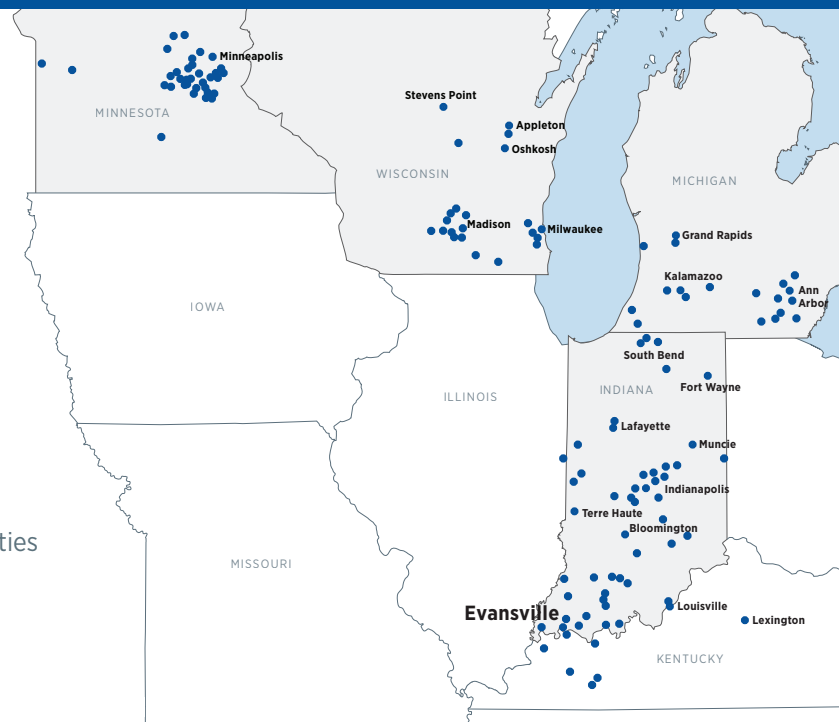 Minneapolis
MINNESOTA
Stevens Point
Appleton
Oshkosh
WISCONSIN
MICHIGAN
Madison
Milwaukee
Grand Rapids
Kalamazoo
Ann
Arbor
IOWA
South Bend
ILLINOIS
INDIANA
Fort Wayne
Lafayette
Muncie
Indianapolis
Terre Haute
Bloomington
ties
MISSOURI
Evansville
Louisville
Lexington
KENTUCKY